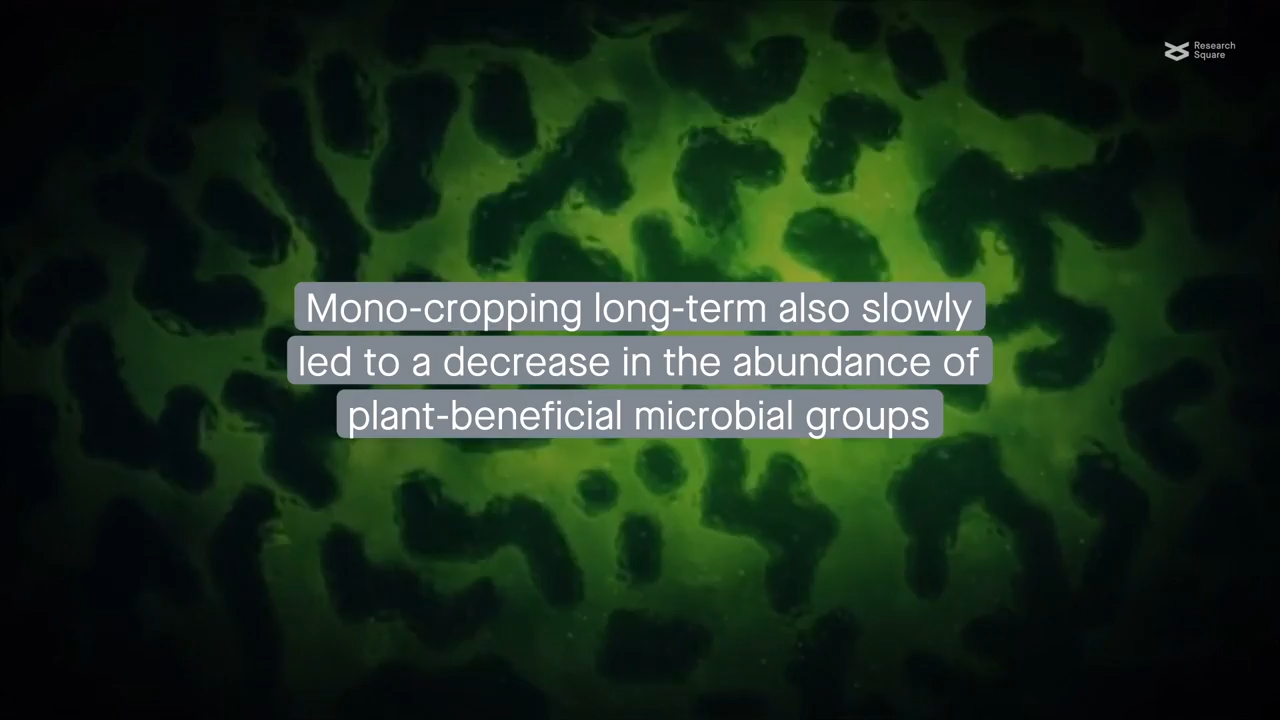 Research
Square
Mono-cropping long-term also slowly
led to a decrease in the abundance of
plant-beneficial microbial groups